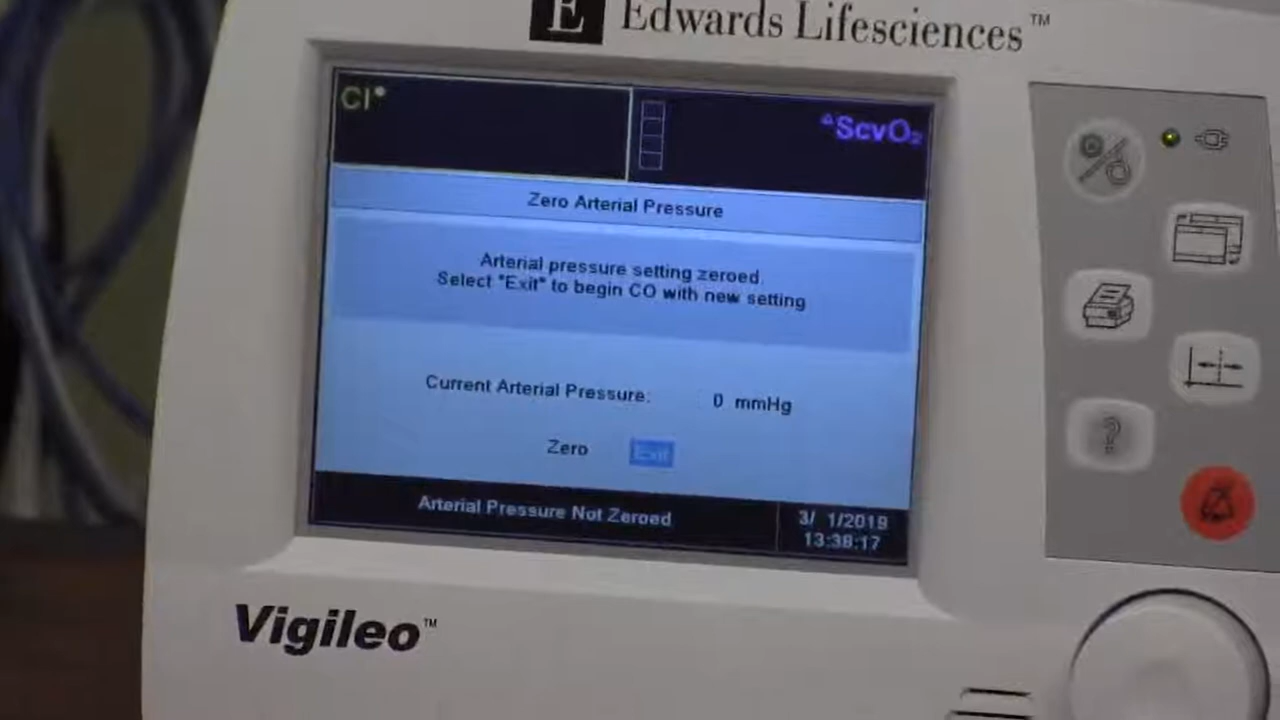 E Edwards Lifesciences™
CI•
ΔScvO₂
Zero Arterial Pressure
Arterial pressure setting zeroed.
Select "Exit" to begin CO with new setting
Current Arterial Pressure: 0 mmHg
Zero Exit
Arterial Pressure Not Zeroed
3/ 1/2019
13:38:17
?
Vigileo™